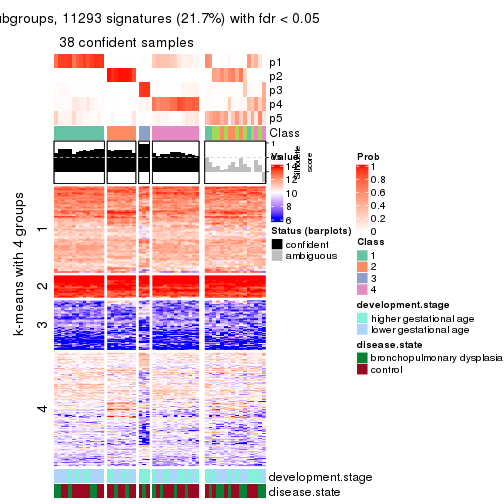 ubgroups, 11293 signatures (21.7%) with fdr < 0.05
38 confident samples
p1
p2
p3
p4
p5
Class
1
score
Value
14
12
10
8
6
Status (barplots)
confident
ambiguous
Prob
1
0.8
0.6
0.4
0.2
0
Class
1
2
3
4
development.stage
higher gestational age
lower gestational age
disease.state
bronchopulmonary dysplasia
control
k-means with 4 groups
1
2
3
4
development.stage
disease.state